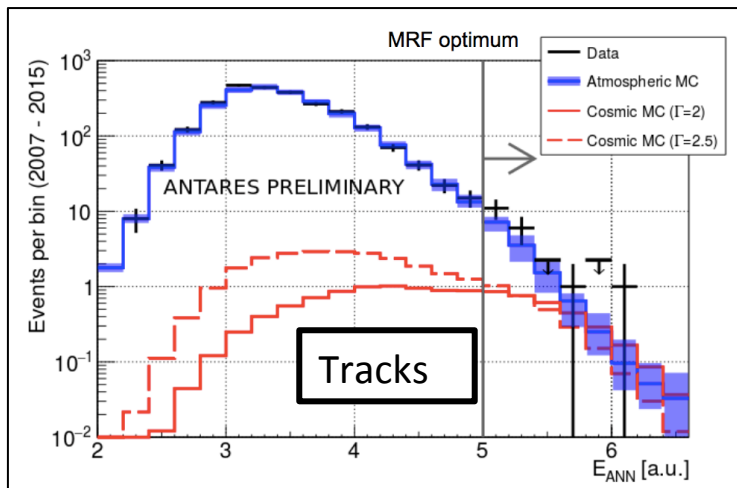 MRF optimum
Data
Atmospheric MC
Cosmic MC (Γ=2)
Cosmic MC (Γ=2.5)
Events per bin (2007 - 2015)
10³
10²
10
1
10⁻¹
10⁻²
ANTARES PRELIMINARY
Tracks
2 3 4 5 6
E_ANN [a.u.]